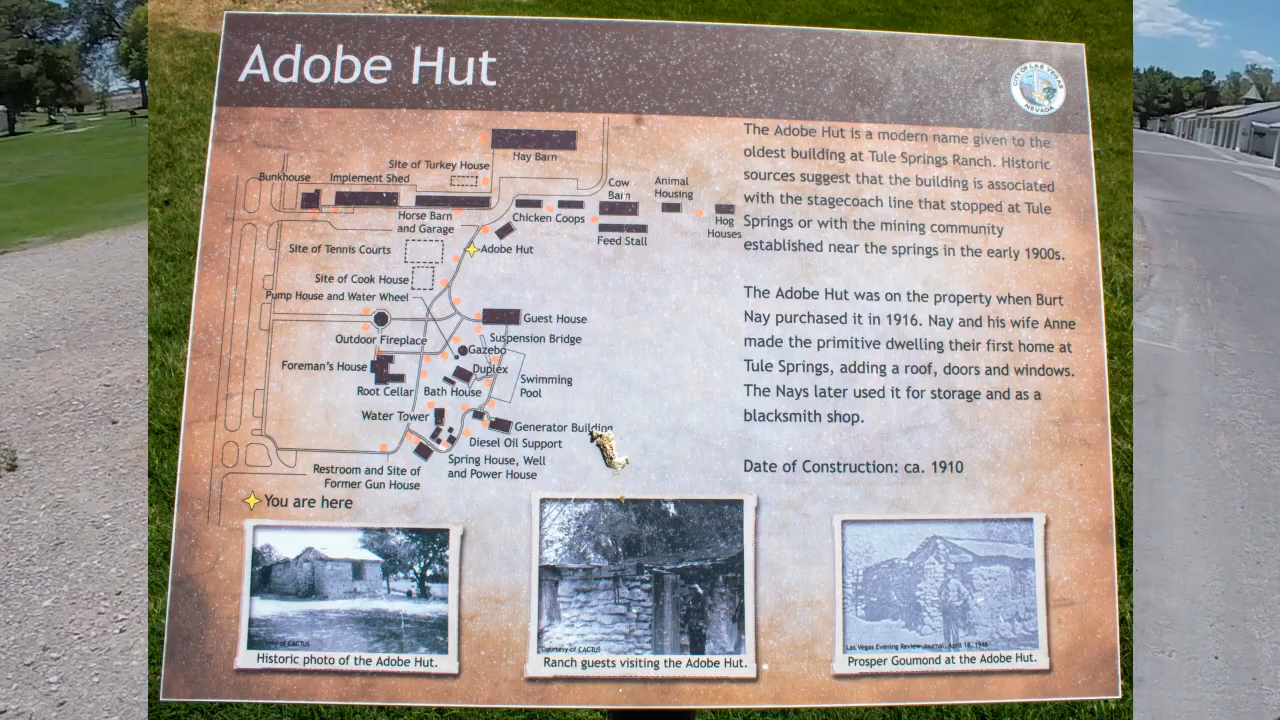 Adobe Hut
CITY OF LAS VEGAS
NEVADA
The Adobe Hut is a modern name given to the
oldest building at Tule Springs Ranch. Historic
sources suggest that the building is associated
with the stagecoach line that stopped at Tule
Springs or with the mining community
established near the springs in the early 1900s.
The Adobe Hut was on the property when Burt
Nay purchased it in 1916. Nay and his wife Anne
made the primitive dwelling their first home at
Tule Springs, adding a roof, doors and windows.
The Nays later used it for storage and as a
blacksmith shop.
Date of Construction: ca. 1910
Hay Barn
Site of Turkey House
Bunkhouse
Implement Shed
Cow
Barn
Animal
Housing
Horse Barn
and Garage
Chicken Coops
Feed Stall
Hog
Houses
Site of Tennis Courts
Adobe Hut
Site of Cook House
Pump House and Water Wheel
Guest House
Outdoor Fireplace
Suspension Bridge
Gazebo
Foreman's House
Duplex
Root Cellar
Bath House
Swimming
Pool
Water Tower
Generator Building
Diesel Oil Support
Spring House, Well
and Power House
Restroom and Site of
Former Gun House
You are here
Courtesy of CACTUS
Historic photo of the Adobe Hut.
Courtesy of CACTUS
Ranch guests visiting the Adobe Hut.
Las Vegas Evening Review-Journal, April 18, 1948
Prosper Goumond at the Adobe Hut.